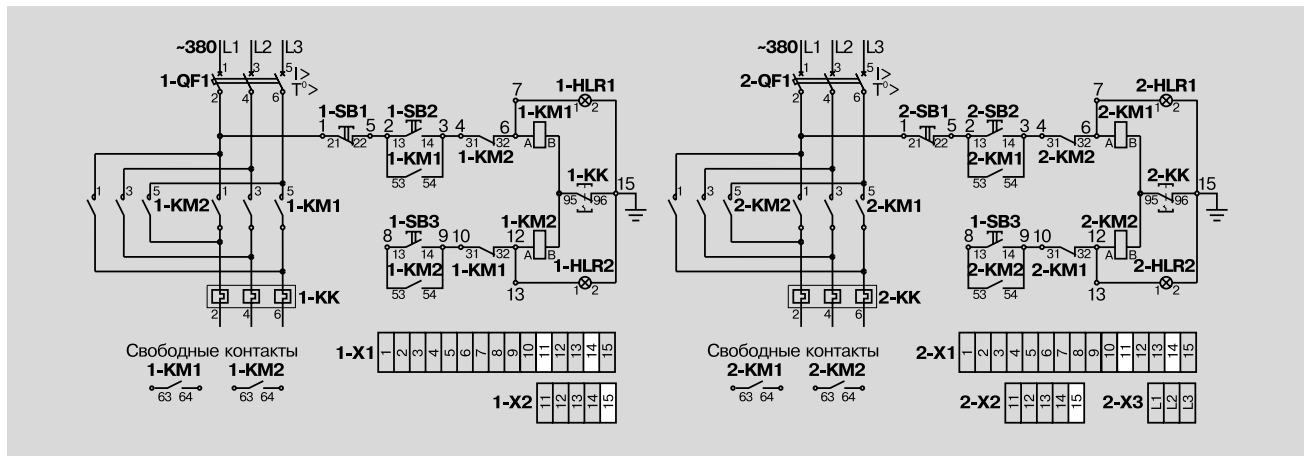 ~380 L1 L2 L3
1 3 5
1-QF1 I>
T⁰>
2 4 6
1-SB1 1-SB2 7 1-HLR1
1-KM1 1 2
1 5 2 3 4 6
21 22 13 14 31 32 A B
1-KM1 1-KM2
53 54
1-KK 15
95 96
1 3 5 1 3 5
1-KM2 1-KM1
1-SB3 1-KM2
8 9 10 12
13 14 31 32 A B
1-KM2 1-KM1 1-HLR2
53 54 1 2
13
1-KK
2 4 6
Свободные контакты
1-KM1 1-KM2
63 64 63 64
1-X1 1 2 3 4 5 6 7 8 9 10 11 12 13 14 15
1-X2 11 12 13 14 15
~380 L1 L2 L3
1 3 5
2-QF1 I>
T⁰>
2 4 6
2-SB1 2-SB2 7 2-HLR1
2-KM1 1 2
1 5 2 3 4 6
21 22 13 14 31 32 A B
2-KM1 2-KM2
53 54
2-KK 15
95 96
1 3 5 1 3 5
2-KM2 2-KM1
1-SB3 2-KM2
8 9 10 12
13 14 31 32 A B
2-KM2 2-KM1 2-HLR2
53 54 1 2
13
2-KK
2 4 6
Свободные контакты
2-KM1 2-KM2
63 64 63 64
2-X1 1 2 3 4 5 6 7 8 9 10 11 12 13 14 15
2-X2 11 12 13 14 15
2-X3 L1 L2 L3